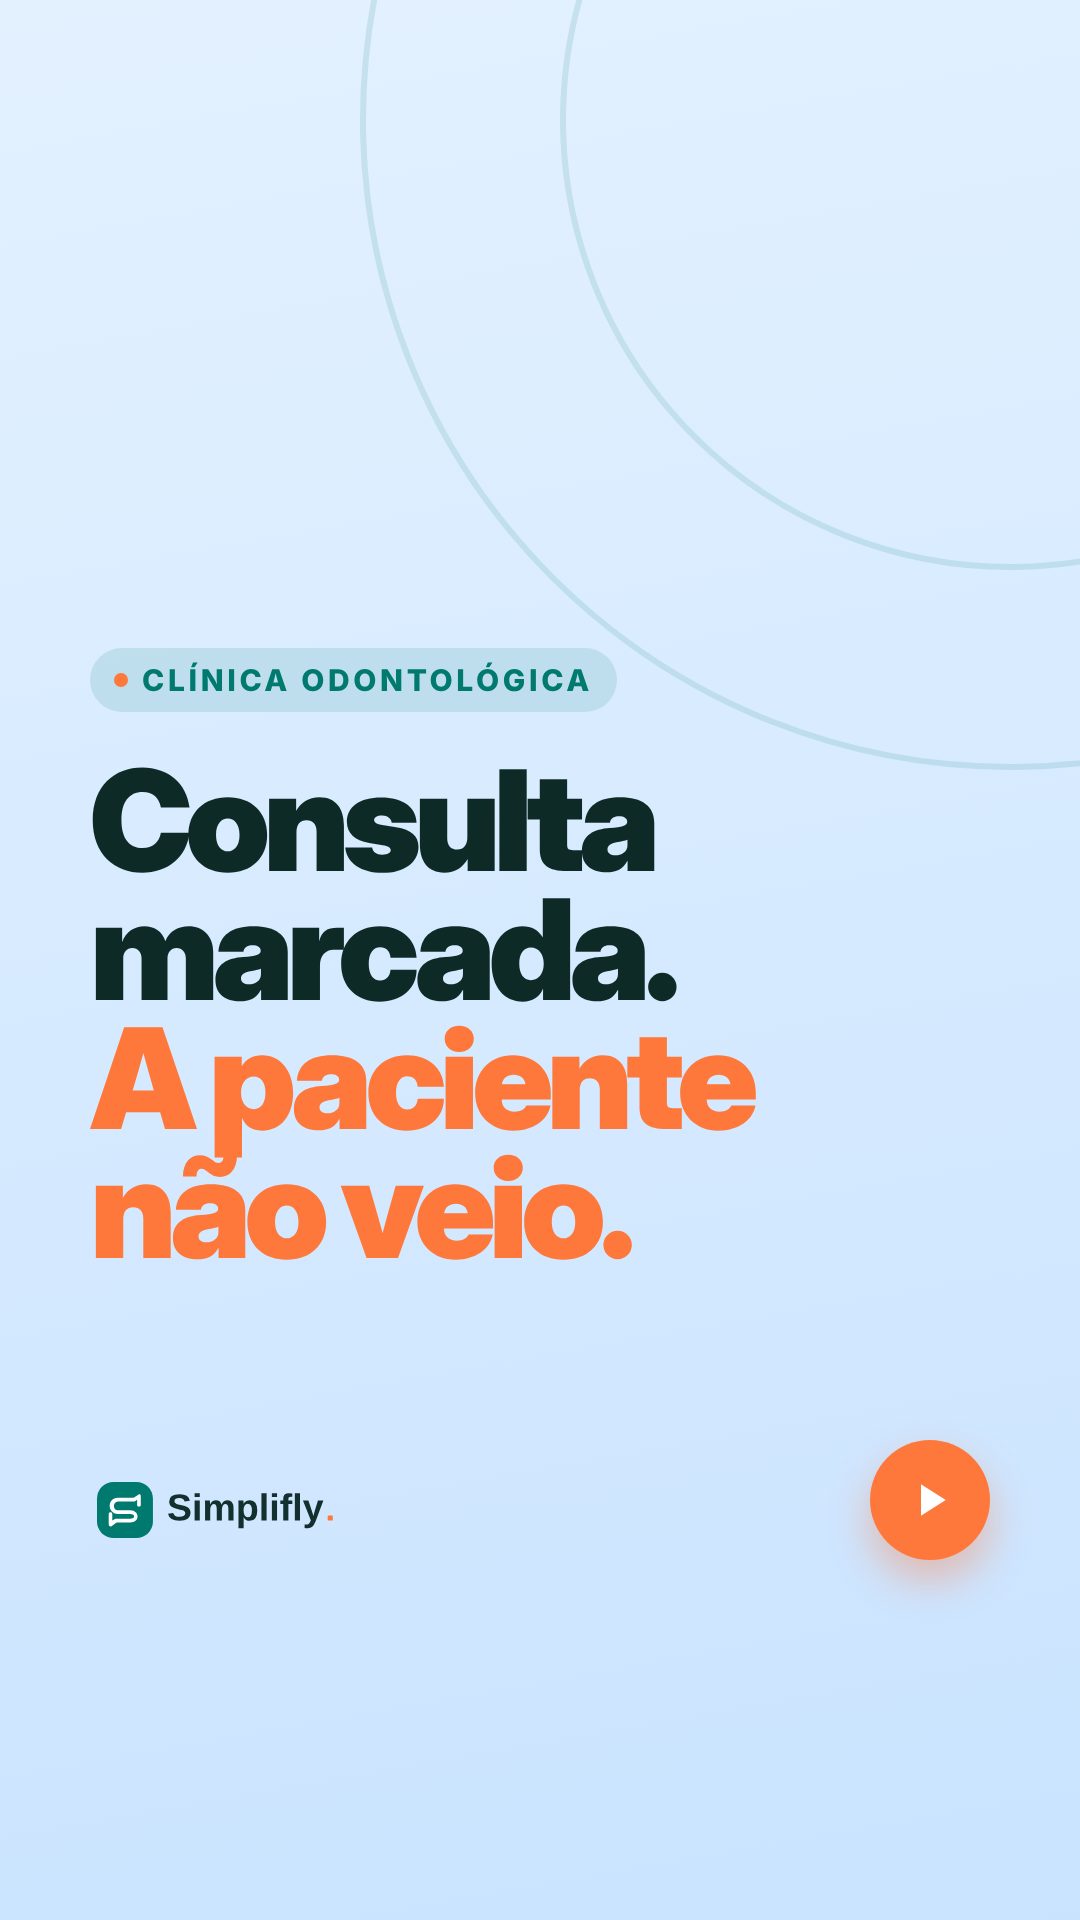 CLÍNICA ODONTOLÓGICA
Consulta
marcada.
A paciente
não veio.
Simplifly.